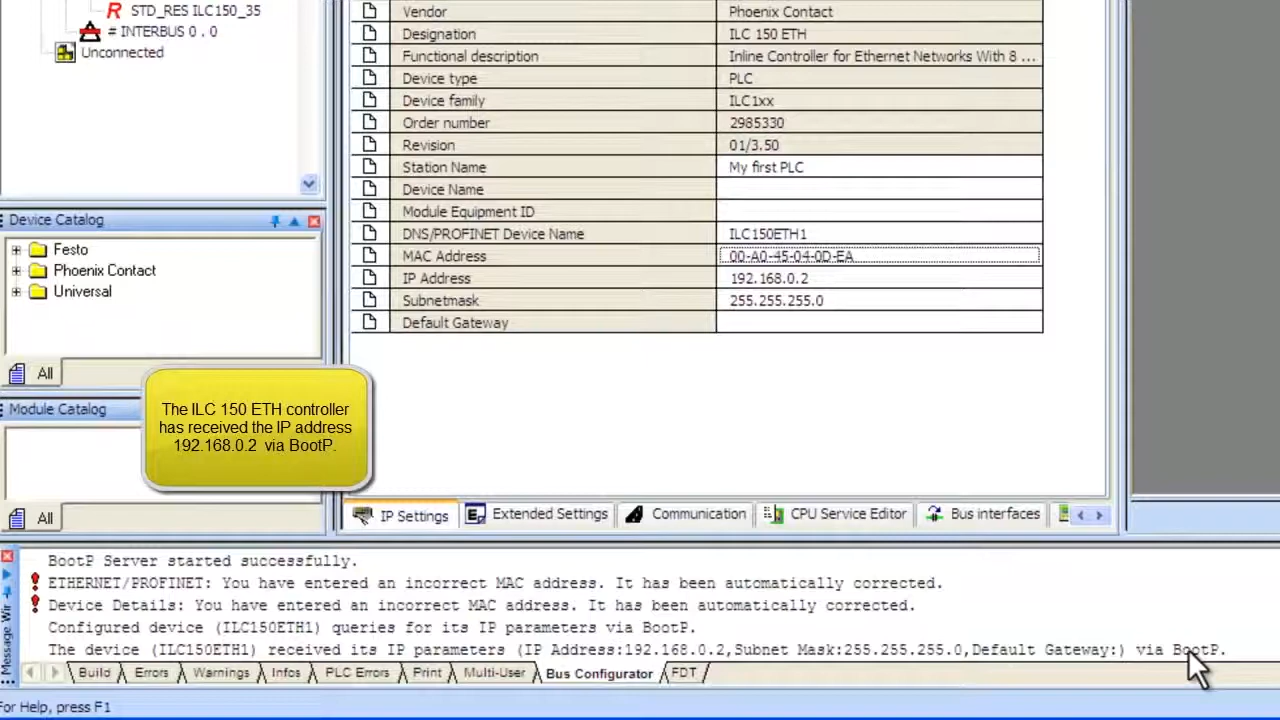 STD_RES ILC150_35
# INTERBUS 0 . 0
Unconnected
Vendor Phoenix Contact
Designation ILC 150 ETH
Functional description Inline Controller for Ethernet Networks With 8 ...
Device type PLC
Device family ILC1xx
Order number 2985330
Revision 01/3.50
Station Name My first PLC
Device Name
Module Equipment ID
DNS/PROFINET Device Name ILC150ETH1
MAC Address 00-A0-45-04-0D-EA
IP Address 192.168.0.2
Subnetmask 255.255.255.0
Default Gateway
Device Catalog
Festo
Phoenix Contact
Universal
All
Module Catalog
The ILC 150 ETH controller
has received the IP address
192.168.0.2 via BootP.
All
IP Settings Extended Settings Communication CPU Service Editor Bus interfaces
BootP Server started successfully.
ETHERNET/PROFINET: You have entered an incorrect MAC address. It has been automatically corrected.
Device Details: You have entered an incorrect MAC address. It has been automatically corrected.
Configured device (ILC150ETH1) queries for its IP parameters via BootP.
The device (ILC150ETH1) received its IP parameters (IP Address:192.168.0.2,Subnet Mask:255.255.255.0,Default Gateway:) via BootP.
Message Wir
Build Errors Warnings Infos PLC Errors Print Multi-User Bus Configurator FDT
For Help, press F1